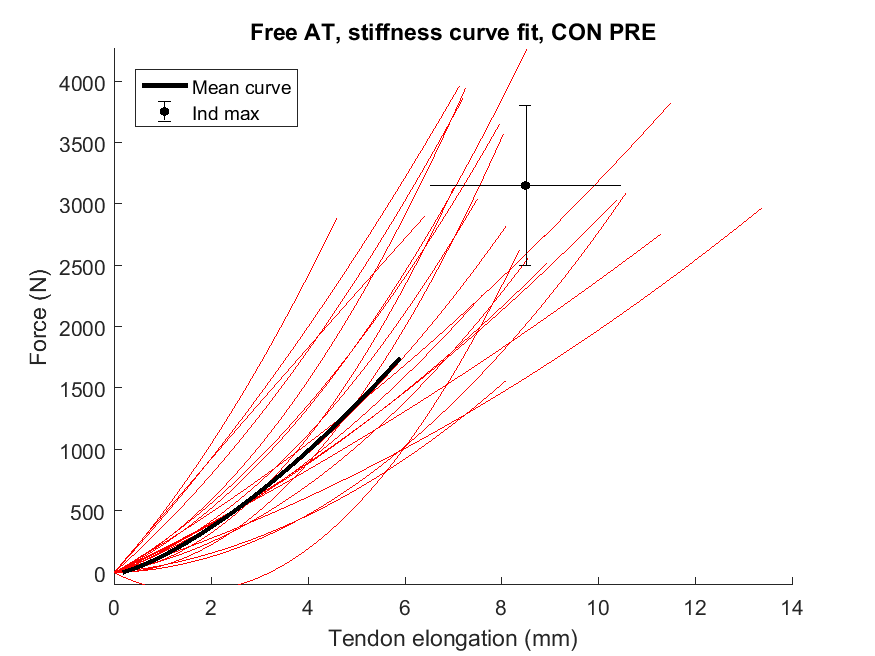 Free AT, stiffness curve fit, CON PRE
Mean curve
Ind max
Force (N)
4000
3500
3000
2500
2000
1500
1000
500
0
0 2 4 6 8 10 12 14
Tendon elongation (mm)